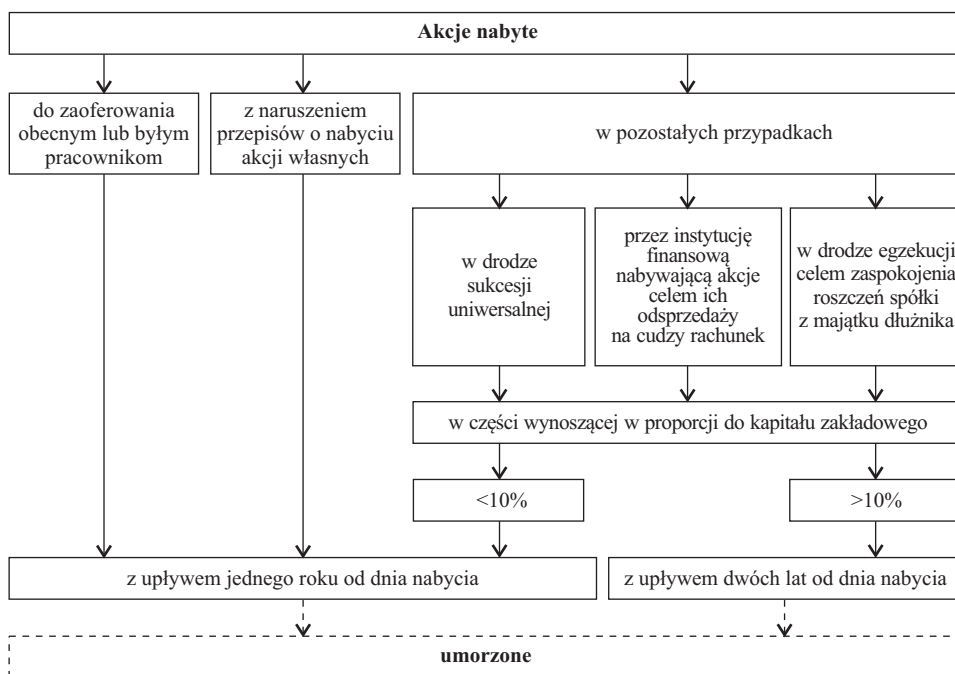 Akcje nabyte
do zaoferowania
obecnym lub byłym
pracownikom
z naruszeniem
przepisów o nabyciu
akcji własnych
w pozostałych przypadkach
w drodze
sukcesji
uniwersalnej
przez instytucję
finansową
nabywającą akcje
celem ich
odsprzedaży
na cudzy rachunek
w drodze egzekucji
celem zaspokojenia
roszczeń spółki
z majątku dłużnika
w części wynoszącej w proporcji do kapitału zakładowego
<10%
>10%
z upływem jednego roku od dnia nabycia
z upływem dwóch lat od dnia nabycia
umorzone